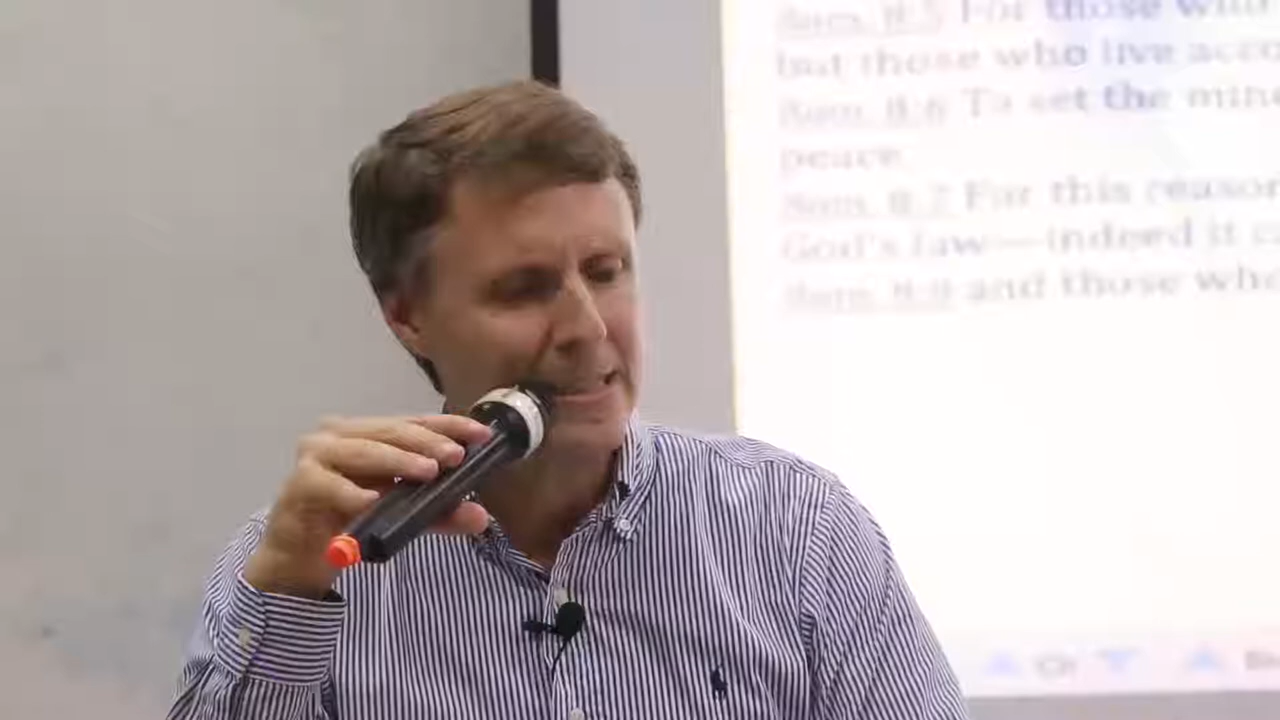 Rom. 8:5 For those who
but those who live acco
Rom. 8:6 To set the mind
peace.
Rom. 8:7 For this reason
God's law—indeed it ca
Rom. 8:8 and those who
Or